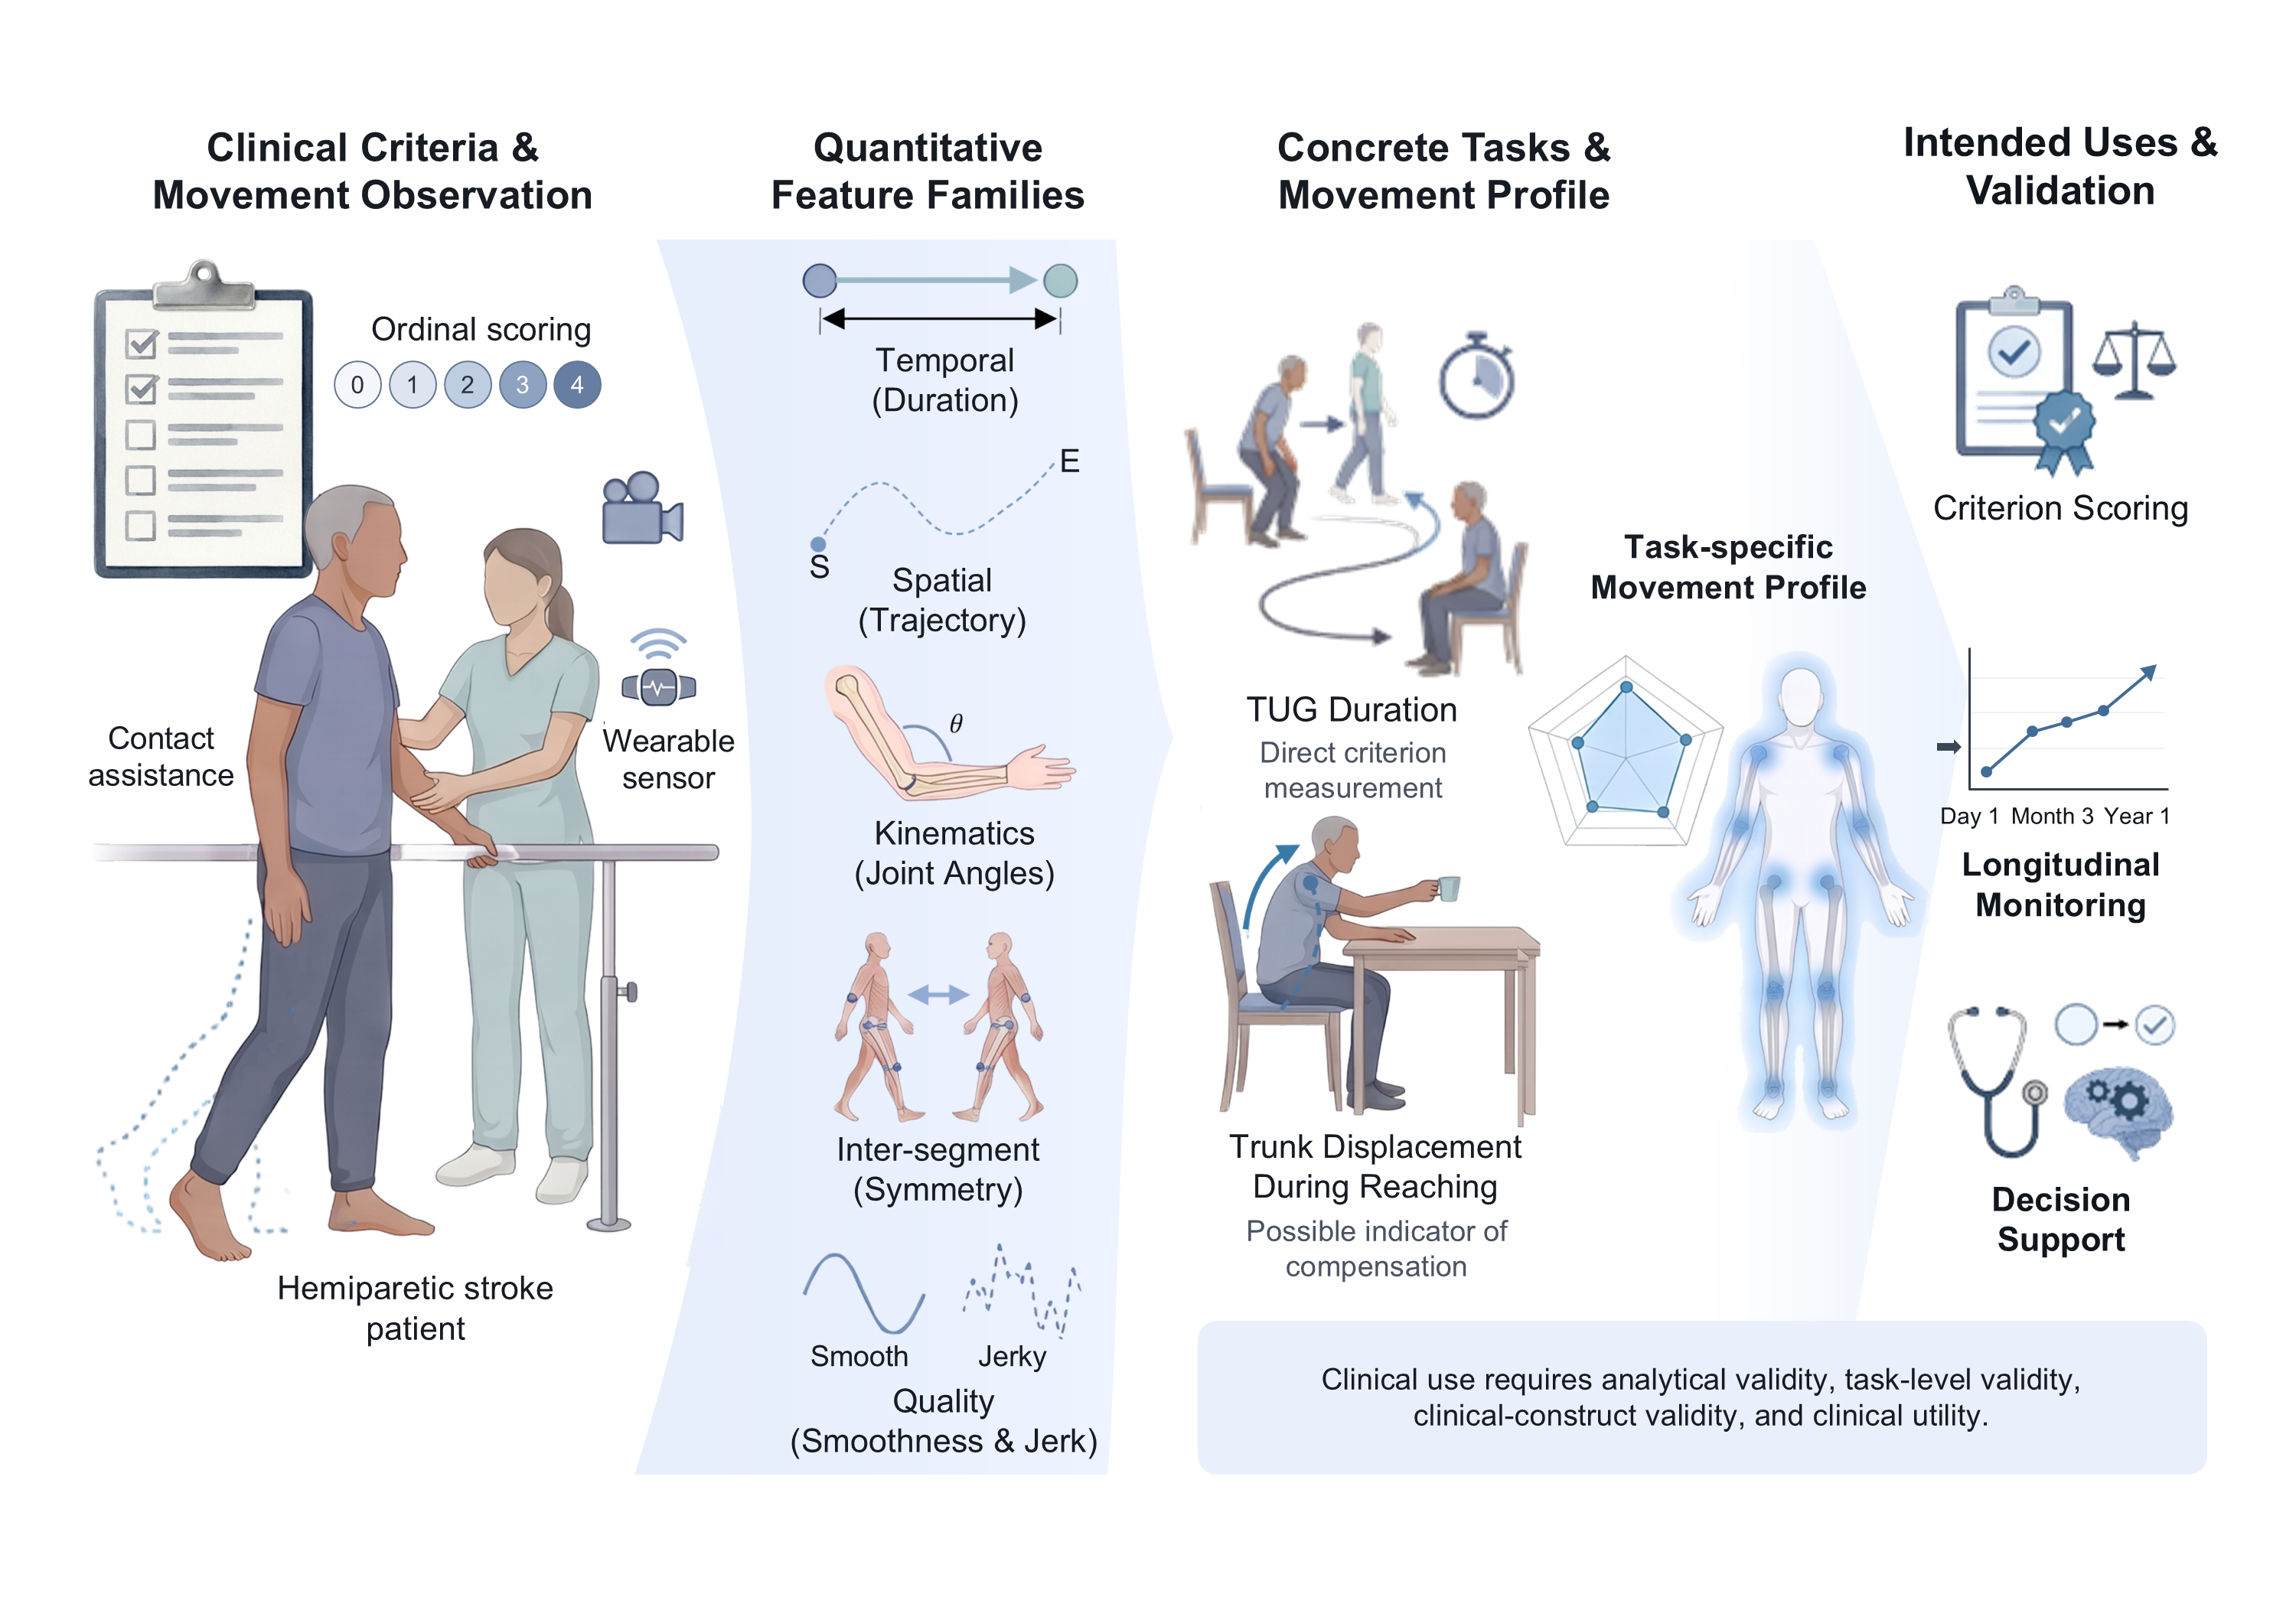 Clinical Criteria &
Movement Observation
Ordinal scoring
0 1 2 3 4
Contact
assistance
Wearable
sensor
Hemiparetic stroke
patient
Quantitative
Feature Families
Temporal
(Duration)
E
S
Spatial
(Trajectory)
θ
Kinematics
(Joint Angles)
Inter-segment
(Symmetry)
Smooth Jerky
Quality
(Smoothness & Jerk)
Concrete Tasks &
Movement Profile
TUG Duration
Direct criterion
measurement
Trunk Displacement
During Reaching
Possible indicator of
compensation
Task-specific
Movement Profile
Intended Uses &
Validation
Criterion Scoring
Day 1 Month 3 Year 1
Longitudinal
Monitoring
Decision
Support
Clinical use requires analytical validity, task-level validity,
clinical-construct validity, and clinical utility.